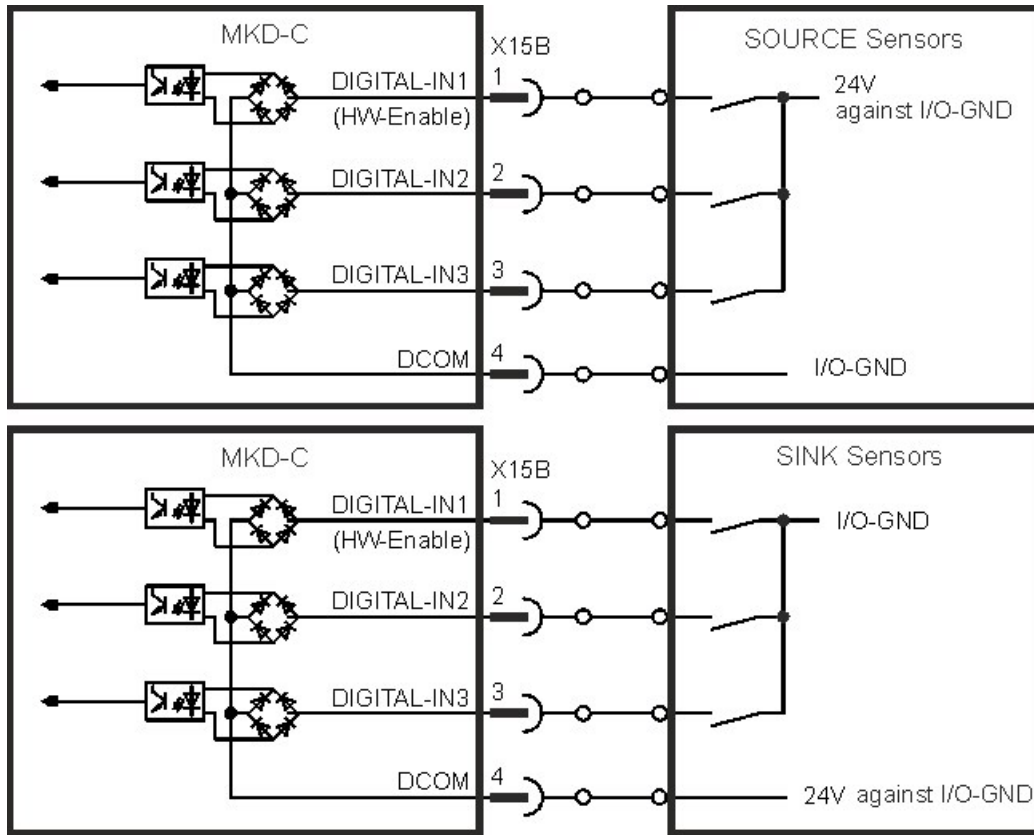 MKD-C
X15B
SOURCE Sensors
DIGITAL-IN1
1
24V
(HW-Enable)
against I/O-GND
DIGITAL-IN2
2
DIGITAL-IN3
3
DCOM
4
I/O-GND
MKD-C
X15B
SINK Sensors
DIGITAL-IN1
1
I/O-GND
(HW-Enable)
DIGITAL-IN2
2
DIGITAL-IN3
3
DCOM
4
24V against I/O-GND